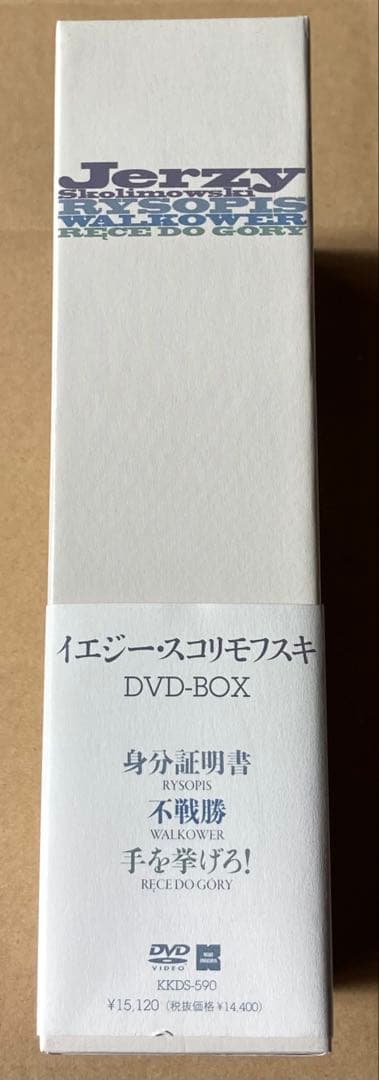 Jerzy
Skolimowski
RYSOPIS
WALKOWER
RĘCE DO GÓRY
イエジー・スコリモフスキ
DVD-BOX
身分証明書
RYSOPIS
不戦勝
WALKOWER
手を挙げろ!
RĘCE DO GÓRY
DVD
VIDEO
KKDS-590
¥15,120(税抜価格¥14,400)